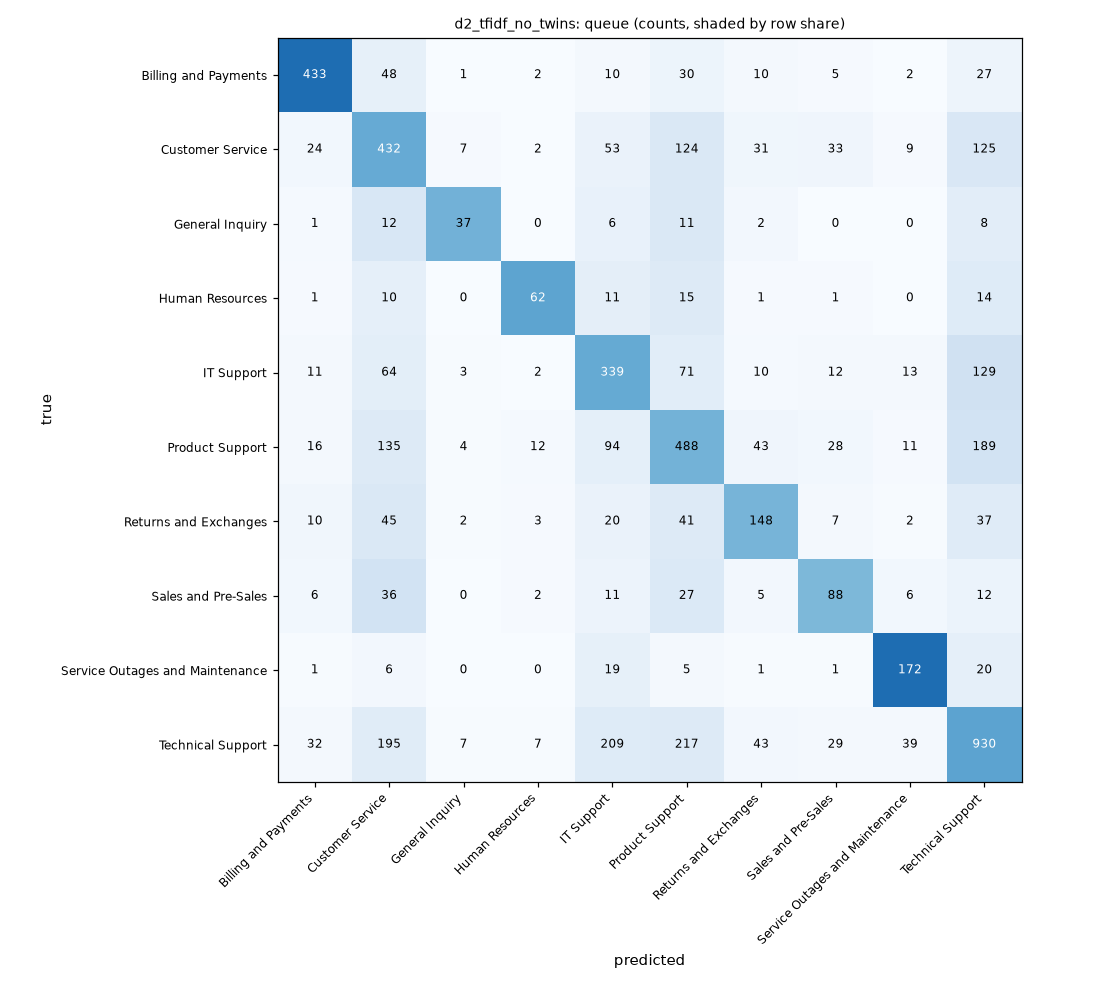 d2_tfidf_no_twins: queue (counts, shaded by row share)
Billing and Payments 433 48 1 2 10 30 10 5 2 27
Customer Service 24 432 7 2 53 124 31 33 9 125
General Inquiry 1 12 37 0 6 11 2 0 0 8
Human Resources 1 10 0 62 11 15 1 1 0 14
IT Support 11 64 3 2 339 71 10 12 13 129
Product Support 16 135 4 12 94 488 43 28 11 189
Returns and Exchanges 10 45 2 3 20 41 148 7 2 37
Sales and Pre-Sales 6 36 0 2 11 27 5 88 6 12
Service Outages and Maintenance 1 6 0 0 19 5 1 1 172 20
Technical Support 32 195 7 7 209 217 43 29 39 930
true
Billing and Payments
Customer Service
General Inquiry
Human Resources
IT Support
Product Support
Returns and Exchanges
Sales and Pre-Sales
Service Outages and Maintenance
Technical Support
predicted